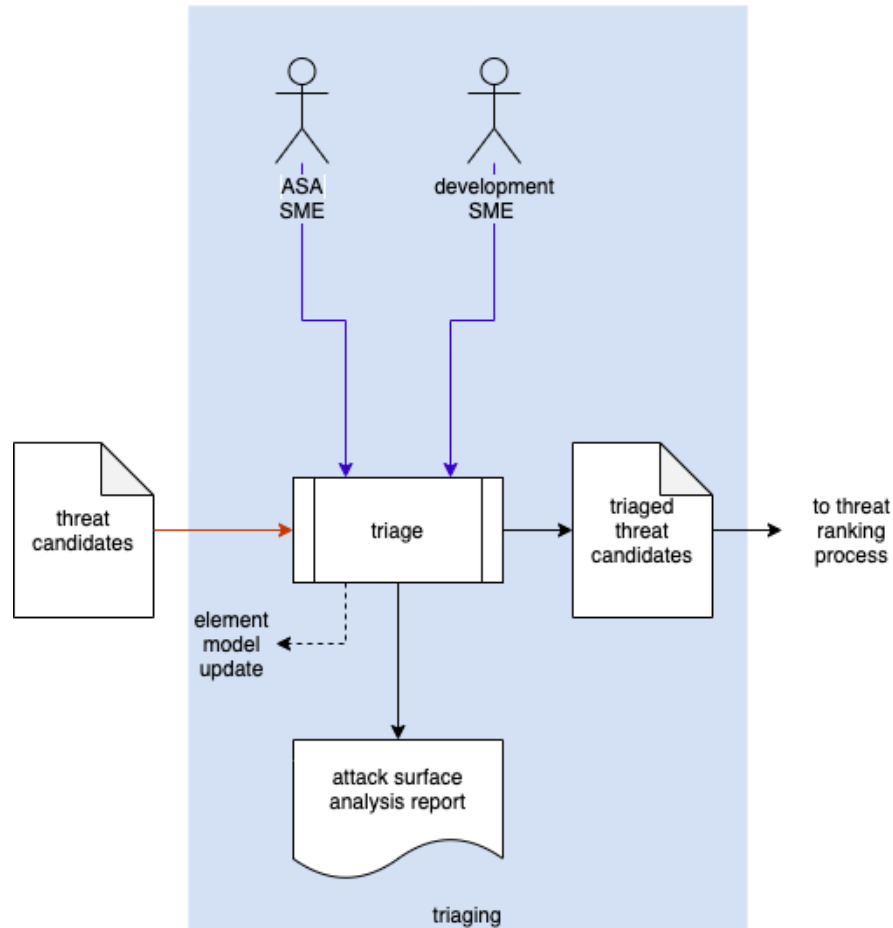 ASA
SME
development
SME
threat
candidates
triage
triaged
threat
candidates
to threat
ranking
process
element
model
update
attack surface
analysis report
triaging